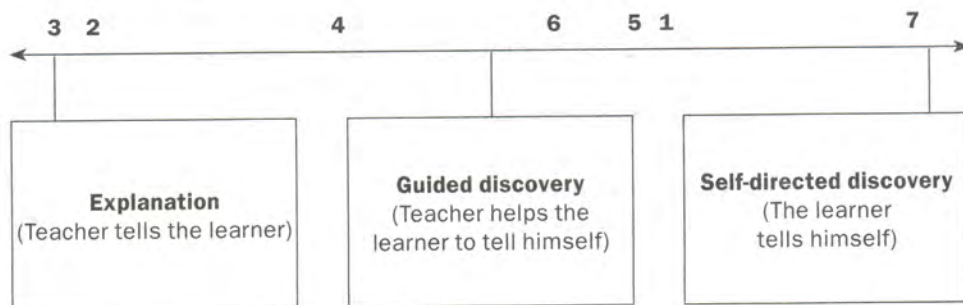 3 2 4 6 5 1 7
Explanation
(Teacher tells the learner)
Guided discovery
(Teacher helps the
learner to tell himself)
Self-directed discovery
(The learner
tells himself)